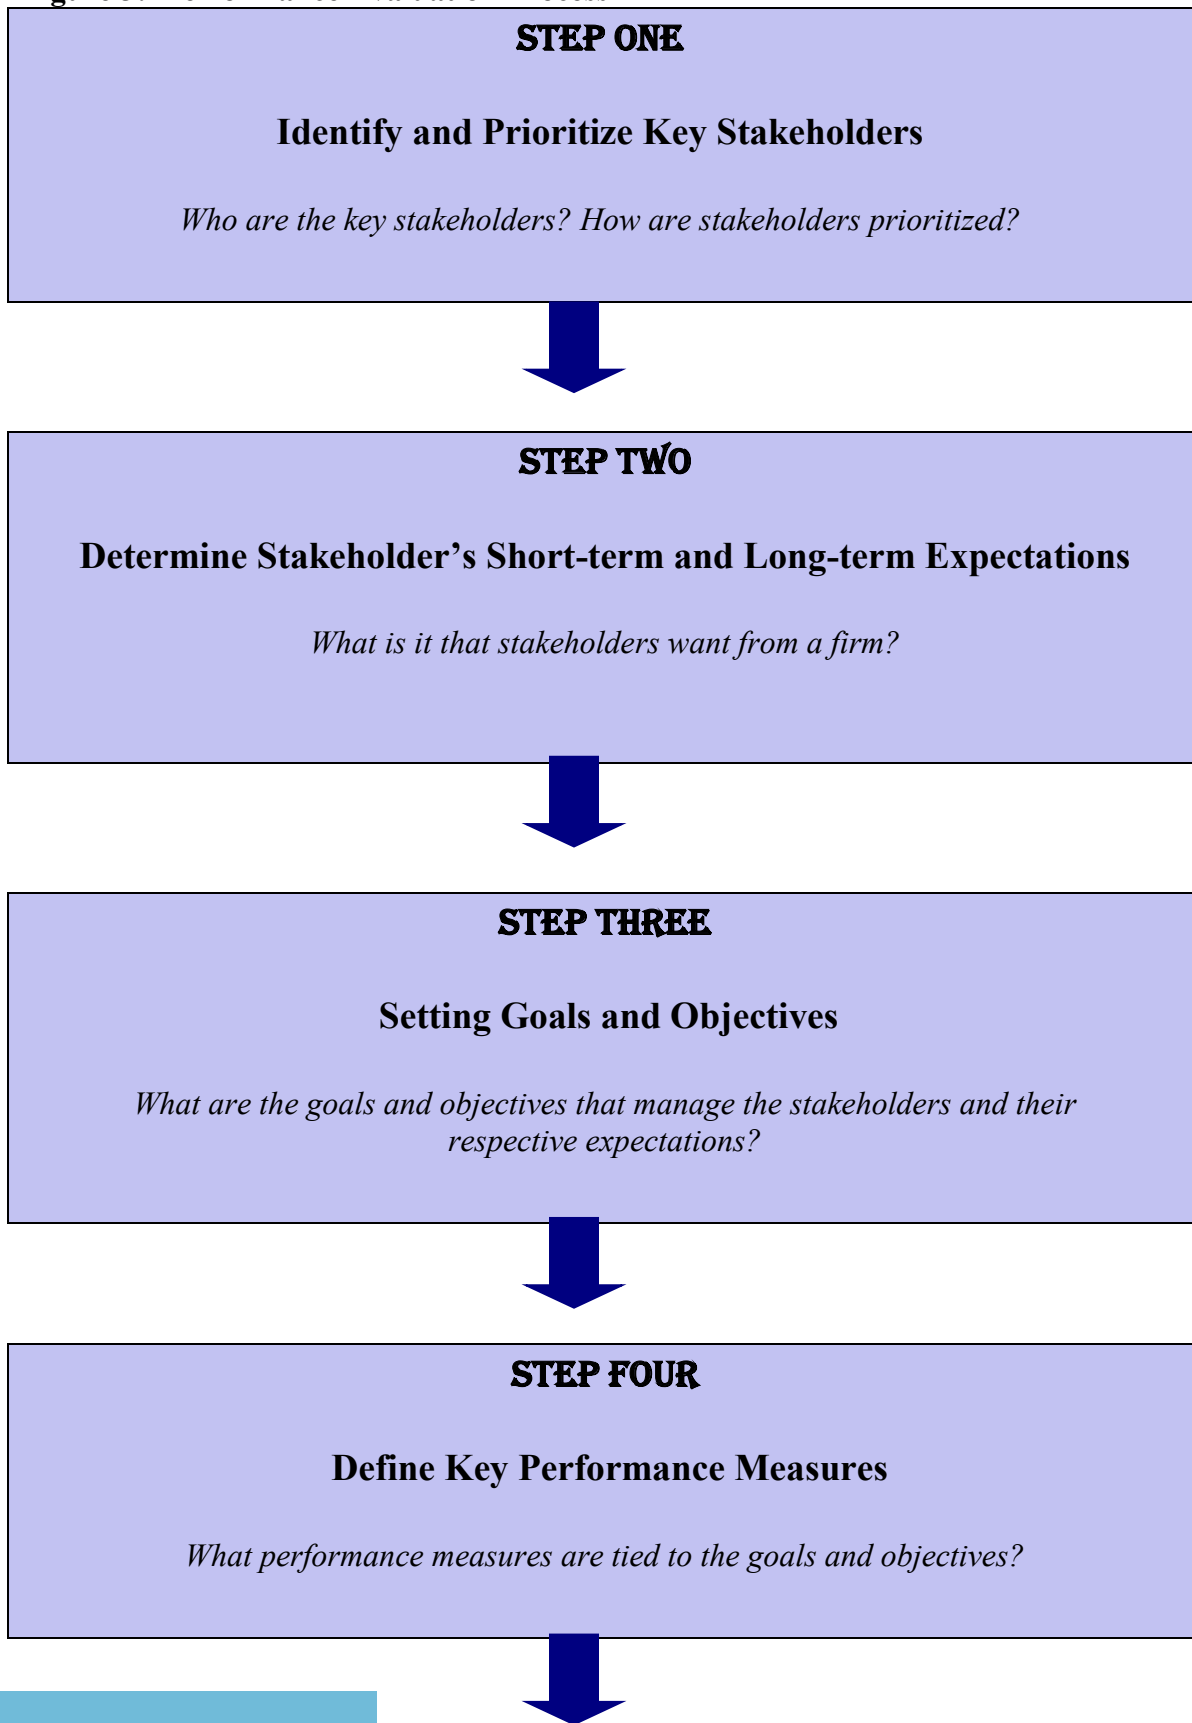 STEP ONE
Identify and Prioritize Key Stakeholders
Who are the key stakeholders? How are stakeholders prioritized?
STEP TWO
Determine Stakeholder’s Short-term and Long-term Expectations
What is it that stakeholders want from a firm?
STEP THREE
Setting Goals and Objectives
What are the goals and objectives that manage the stakeholders and their
respective expectations?
STEP FOUR
Define Key Performance Measures
What performance measures are tied to the goals and objectives?